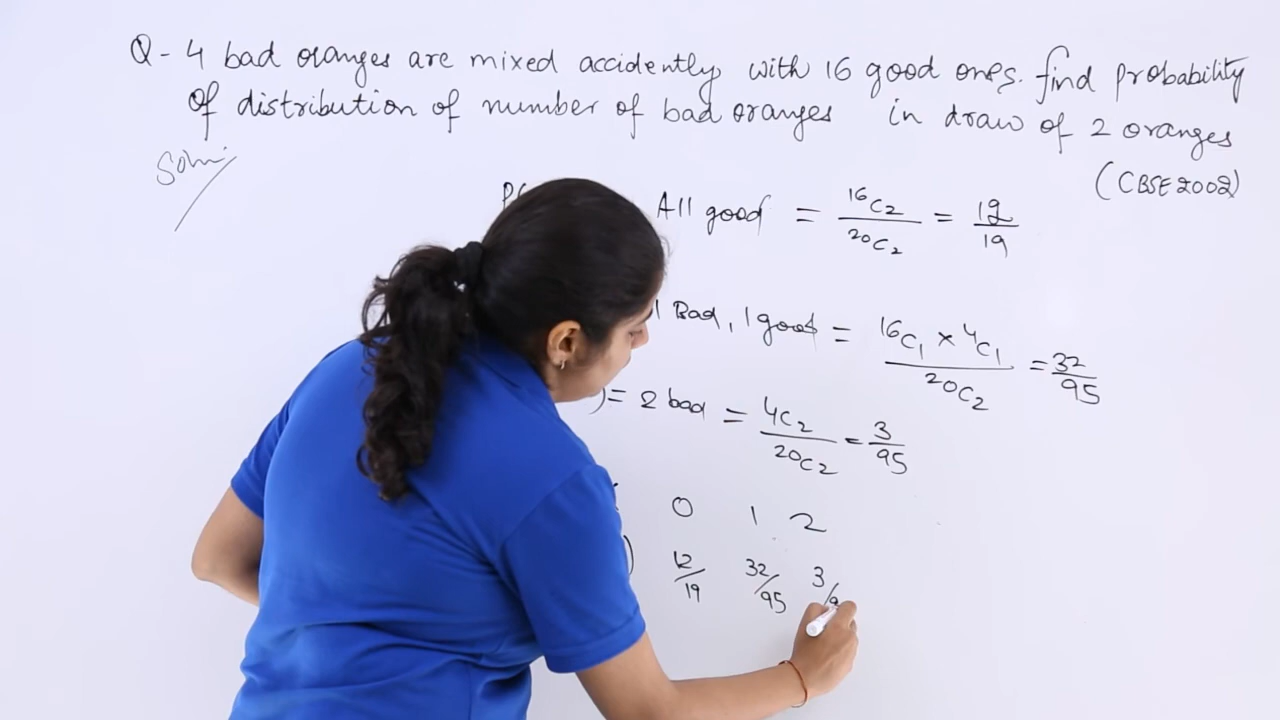 Q - 4 bad oranges are mixed accidently with 16 good ones. find probability
of distribution of number of bad oranges in draw of 2 oranges
(CBSE 2002)
Soln.
P( All good = 16C2 / 20C2 = 12/19
1 Bad, 1 good = 16C1 × 4C1 / 20C2 = 32/95
) = 2 bad = 4C2 / 20C2 = 3/95
0 1 2
) 12/19 32/95 3/9